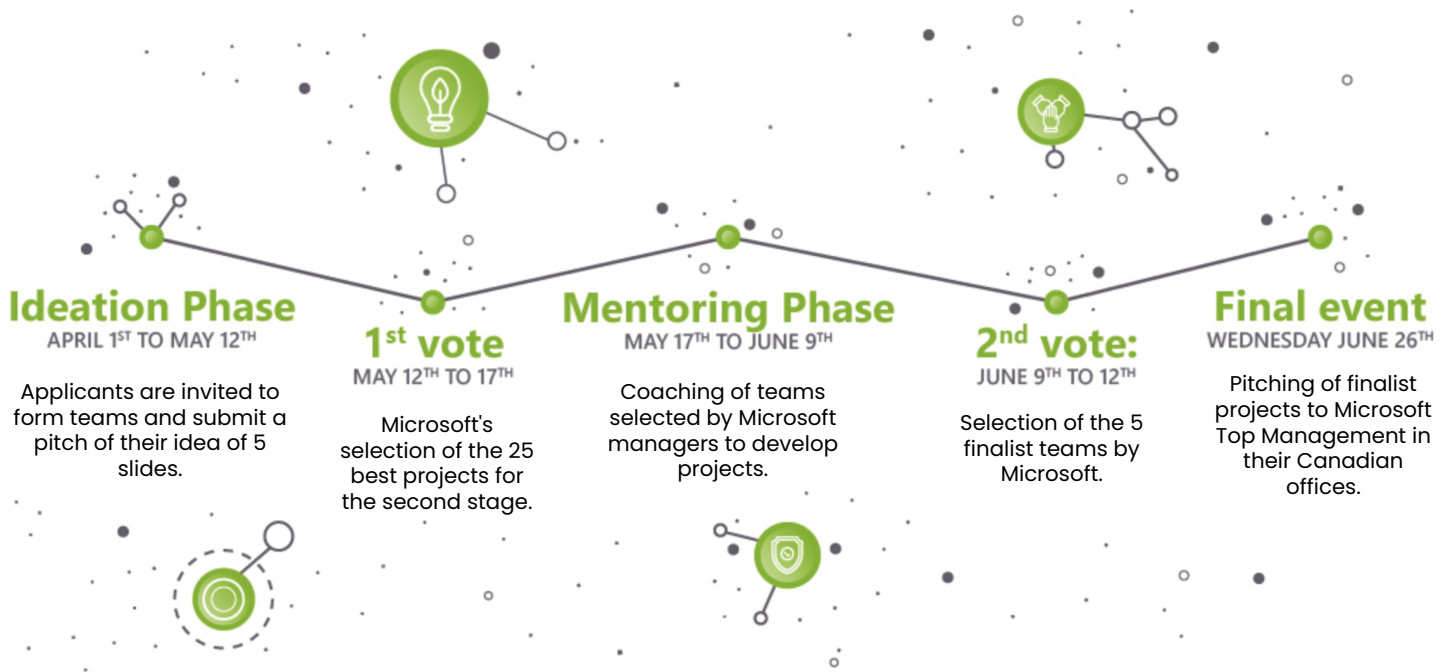 Ideation Phase
APRIL 1ST TO MAY 12TH
Applicants are invited to
form teams and submit a
pitch of their idea of 5
slides.
1st vote
MAY 12TH TO 17TH
Microsoft's
selection of the 25
best projects for
the second stage.
Mentoring Phase
MAY 17TH TO JUNE 9TH
Coaching of teams
selected by Microsoft
managers to develop
projects.
2nd vote:
JUNE 9TH TO 12TH
Selection of the 5
finalist teams by
Microsoft.
Final event
WEDNESDAY JUNE 26TH
Pitching of finalist
projects to Microsoft
Top Management in
their Canadian
offices.